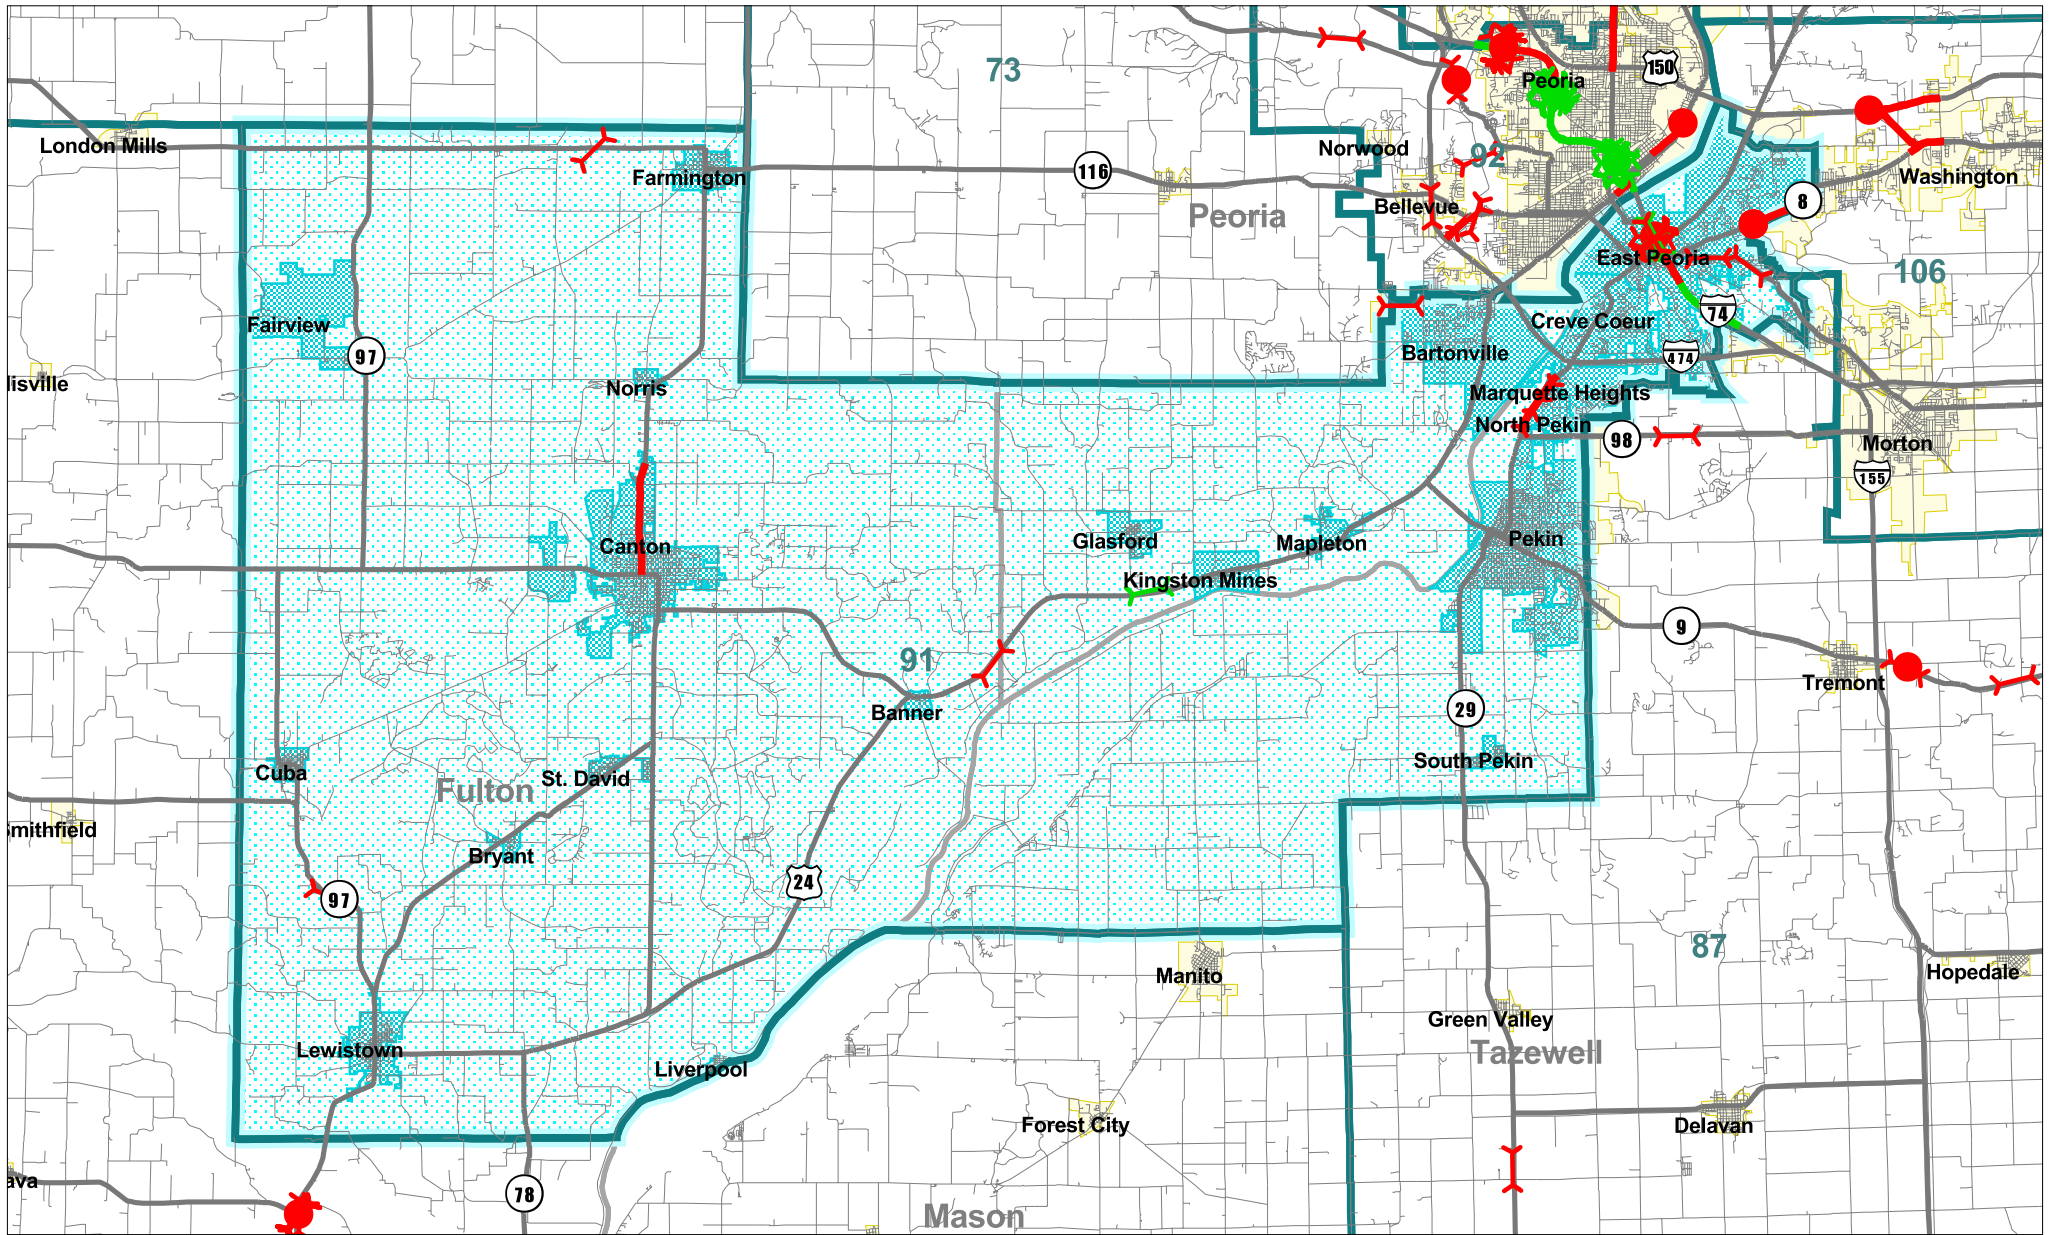 73
150
Peoria
London Mills
Norwood
92
Farmington
116
Washington
8
Bellevue
Peoria
East Peoria
106
Fairview
74
Creve Coeur
97
Bartonville
474
llisville
Norris
Marquette Heights
North Pekin
98
Morton
155
Canton
Glasford
Mapleton
Pekin
Kingston Mines
9
91
Tremont
Banner
29
Cuba
St. David
South Pekin
Fulton
Smithfield
Bryant
24
97
87
Manito
Hopedale
Green Valley
Lewistown
Tazewell
Liverpool
Forest City
Delavan
ava
78
Mason